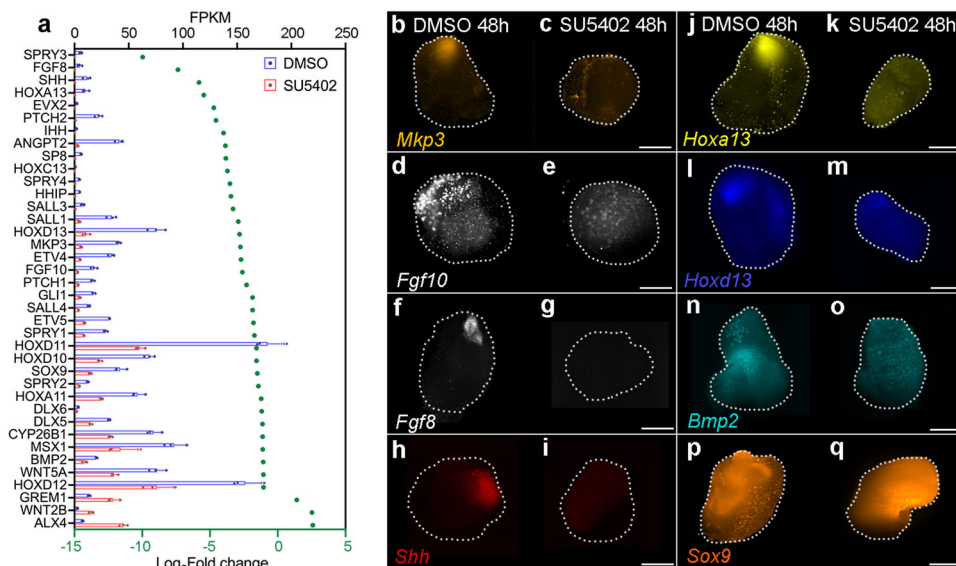 a
FPKM
0 50 100 150 200 250
DMSO
SU5402
SPRY3
FGF8
SHH
HOXA13
EVX2
PTCH2
IHH
ANGPT2
SP8
HOXC13
SPRY4
HHIP
SALL3
SALL1
HOXD13
MKP3
ETV4
FGF10
PTCH1
GLI1
SALL4
ETV5
SPRY1
HOXD11
HOXD10
SOX9
SPRY2
HOXA11
DLX6
DLX5
CYP26B1
MSX1
BMP2
WNT5A
HOXD12
GREM1
WNT2B
ALX4
-15 -10 -5 0 5
Log₂Fold change
b DMSO 48h
c SU5402 48h
Mkp3
d
e
Fgf10
f
g
Fgf8
h
i
Shh
j DMSO 48h
k SU5402 48h
Hoxa13
l
m
Hoxd13
n
o
Bmp2
p
q
Sox9